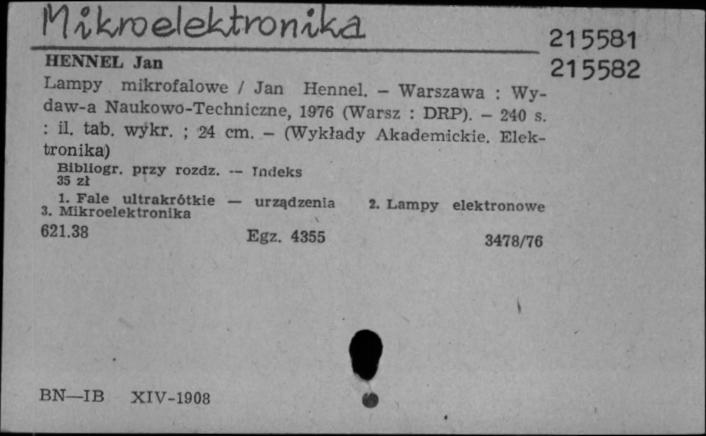 Mikroelektronika
215581
215582
HENNEL Jan
Lampy mikrofalowe / Jan Hennel. — Warszawa : Wy-
daw-a Naukowo-Techniczne, 1976 (Warsz : DRP). — 240 s.
: il. tab. wykr. ; 24 cm. — (Wykłady Akademickie. Elek-
tronika)
Bibliogr. przy rozdz. — Indeks
35 zł
1. Fale ultrakrótkie — urządzenia 2. Lampy elektronowe
3. Mikroelektronika
621.38 Egz. 4355 3478/76
BN—IB XIV-1908